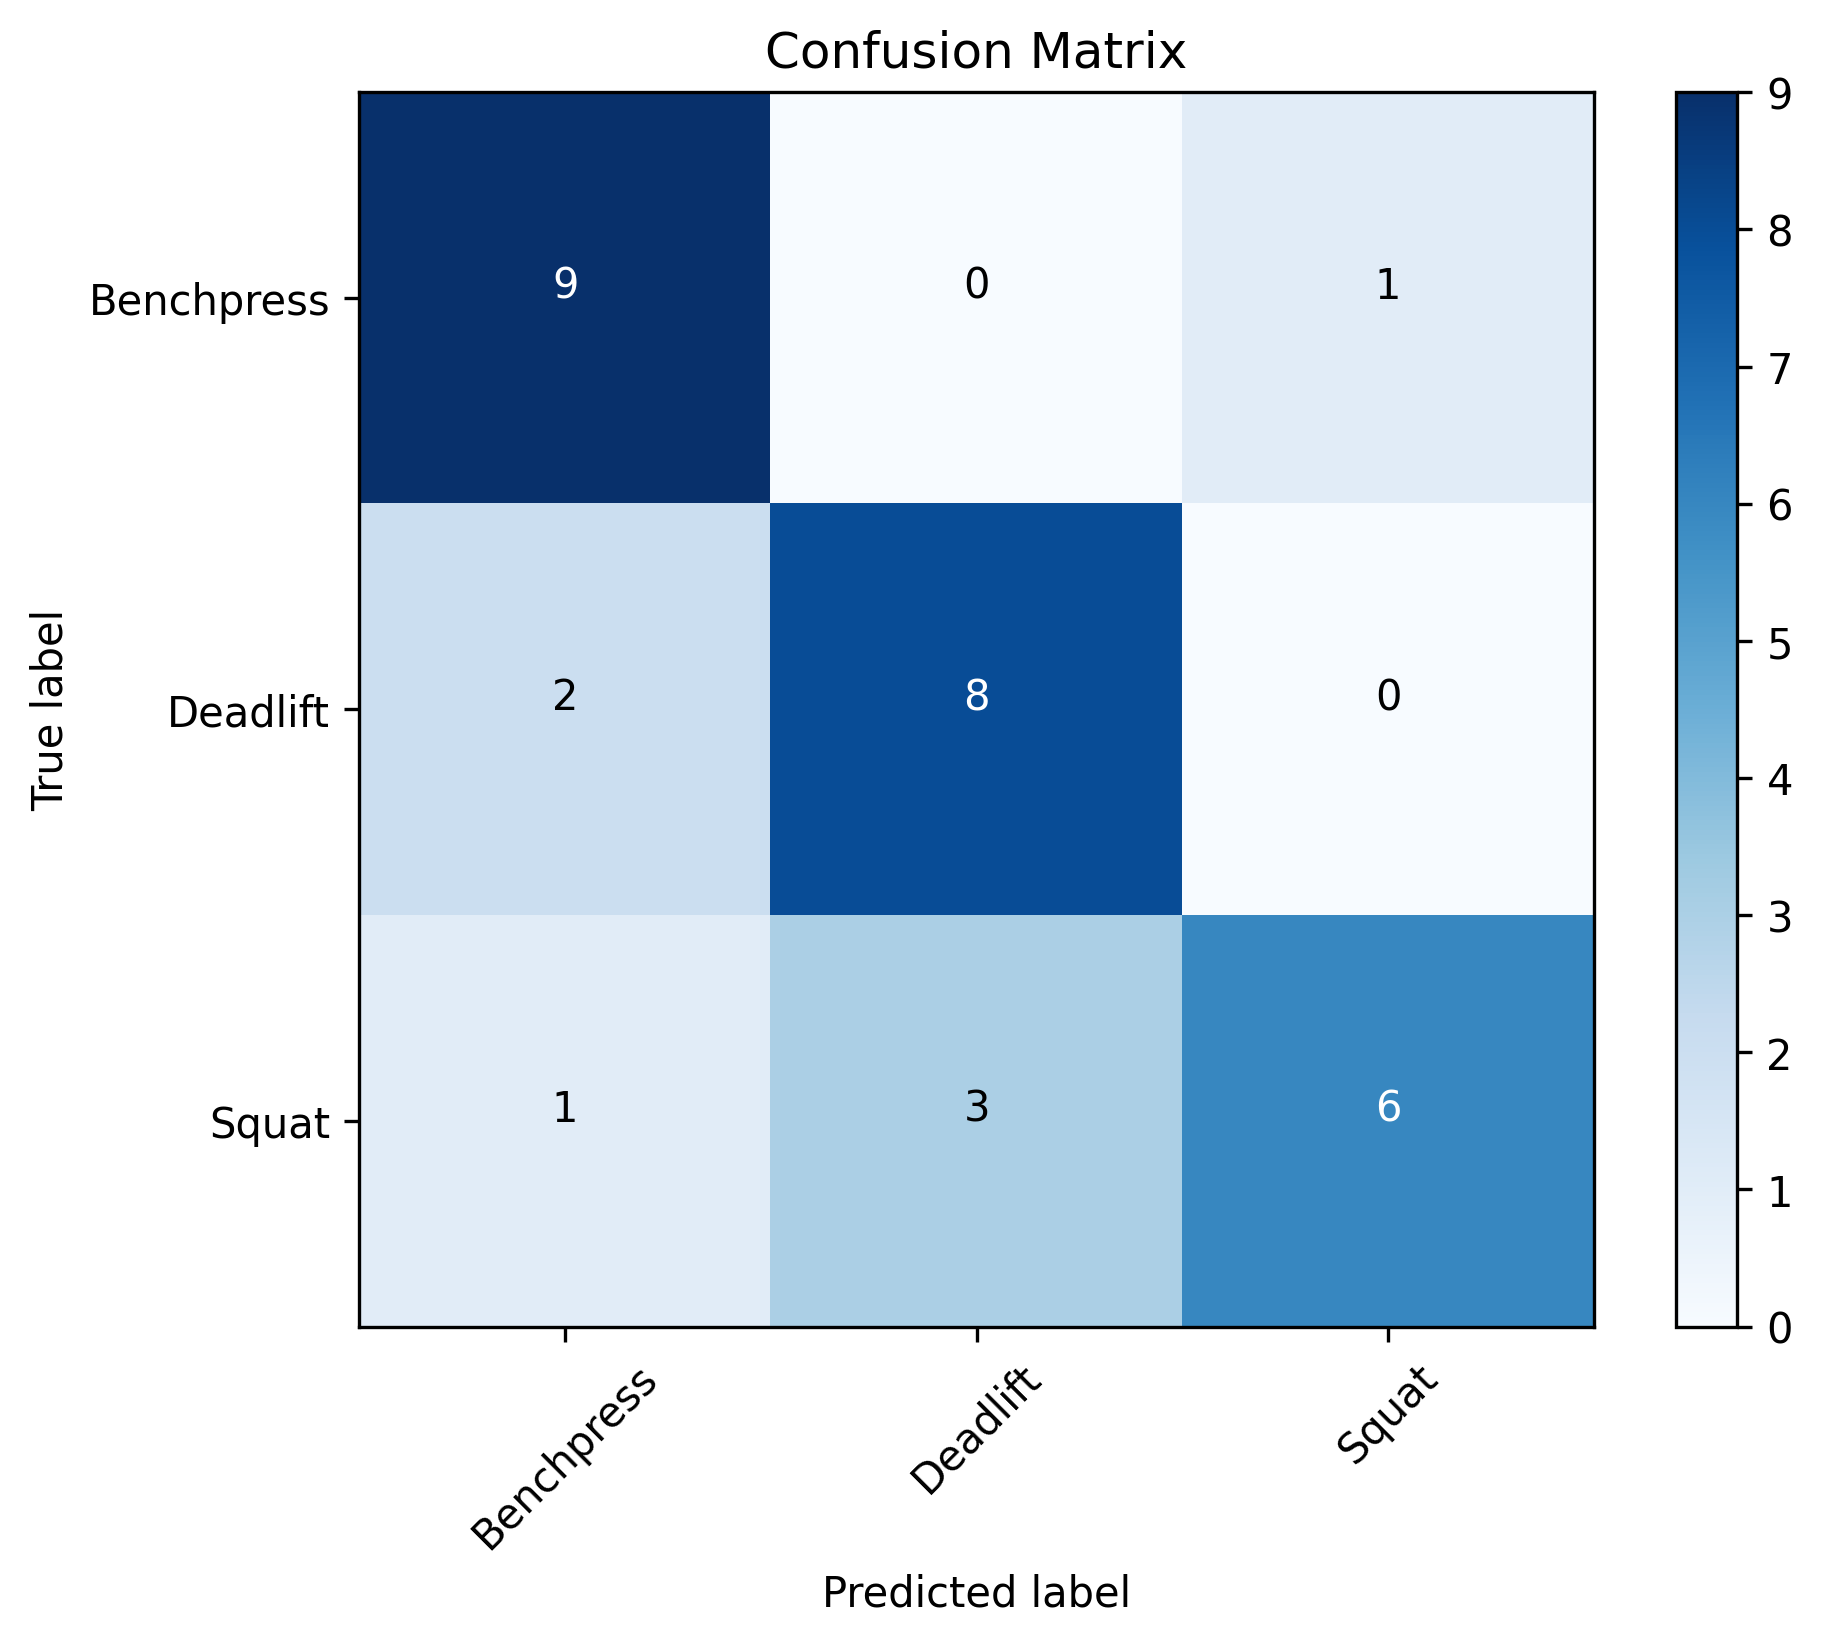 Confusion Matrix
Benchpress
9 0 1
Deadlift
2 8 0
Squat
1 3 6
True label
Benchpress Deadlift Squat
Predicted label
9
8
7
6
5
4
3
2
1
0